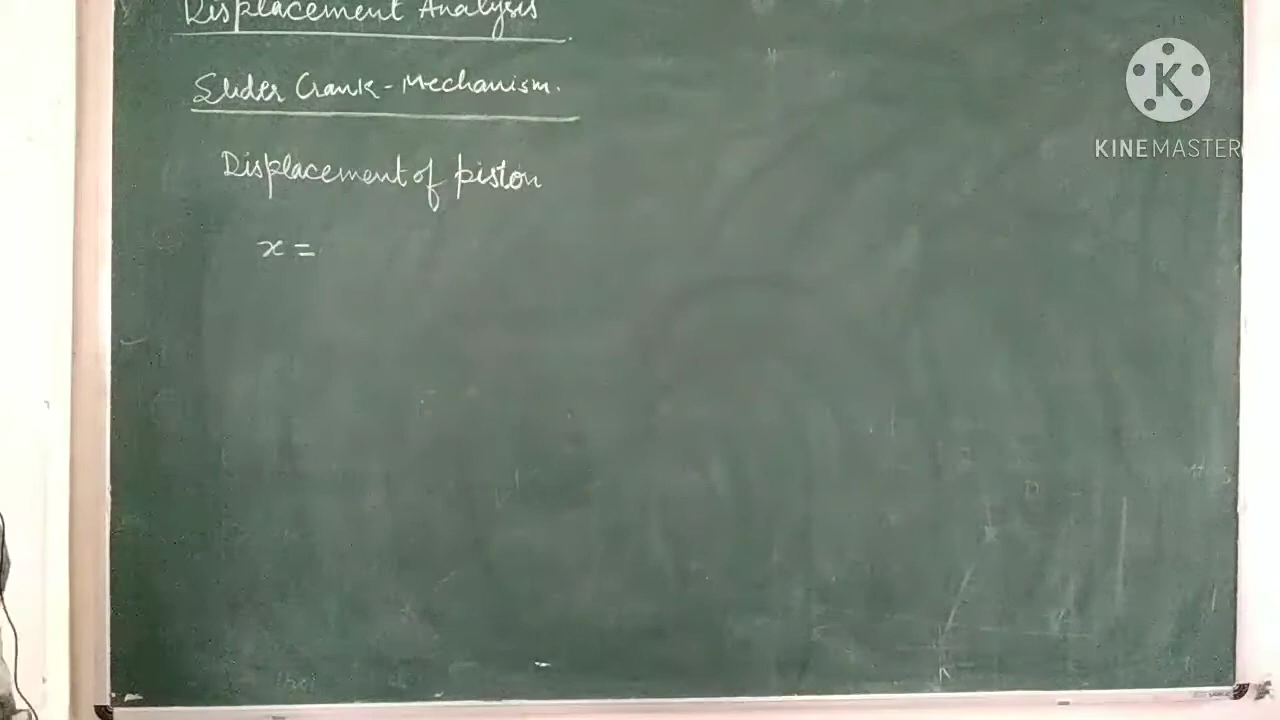 Displacement Analysis
Slider Crank-Mechanism.
Displacement of piston
x =
K
KINEMASTER